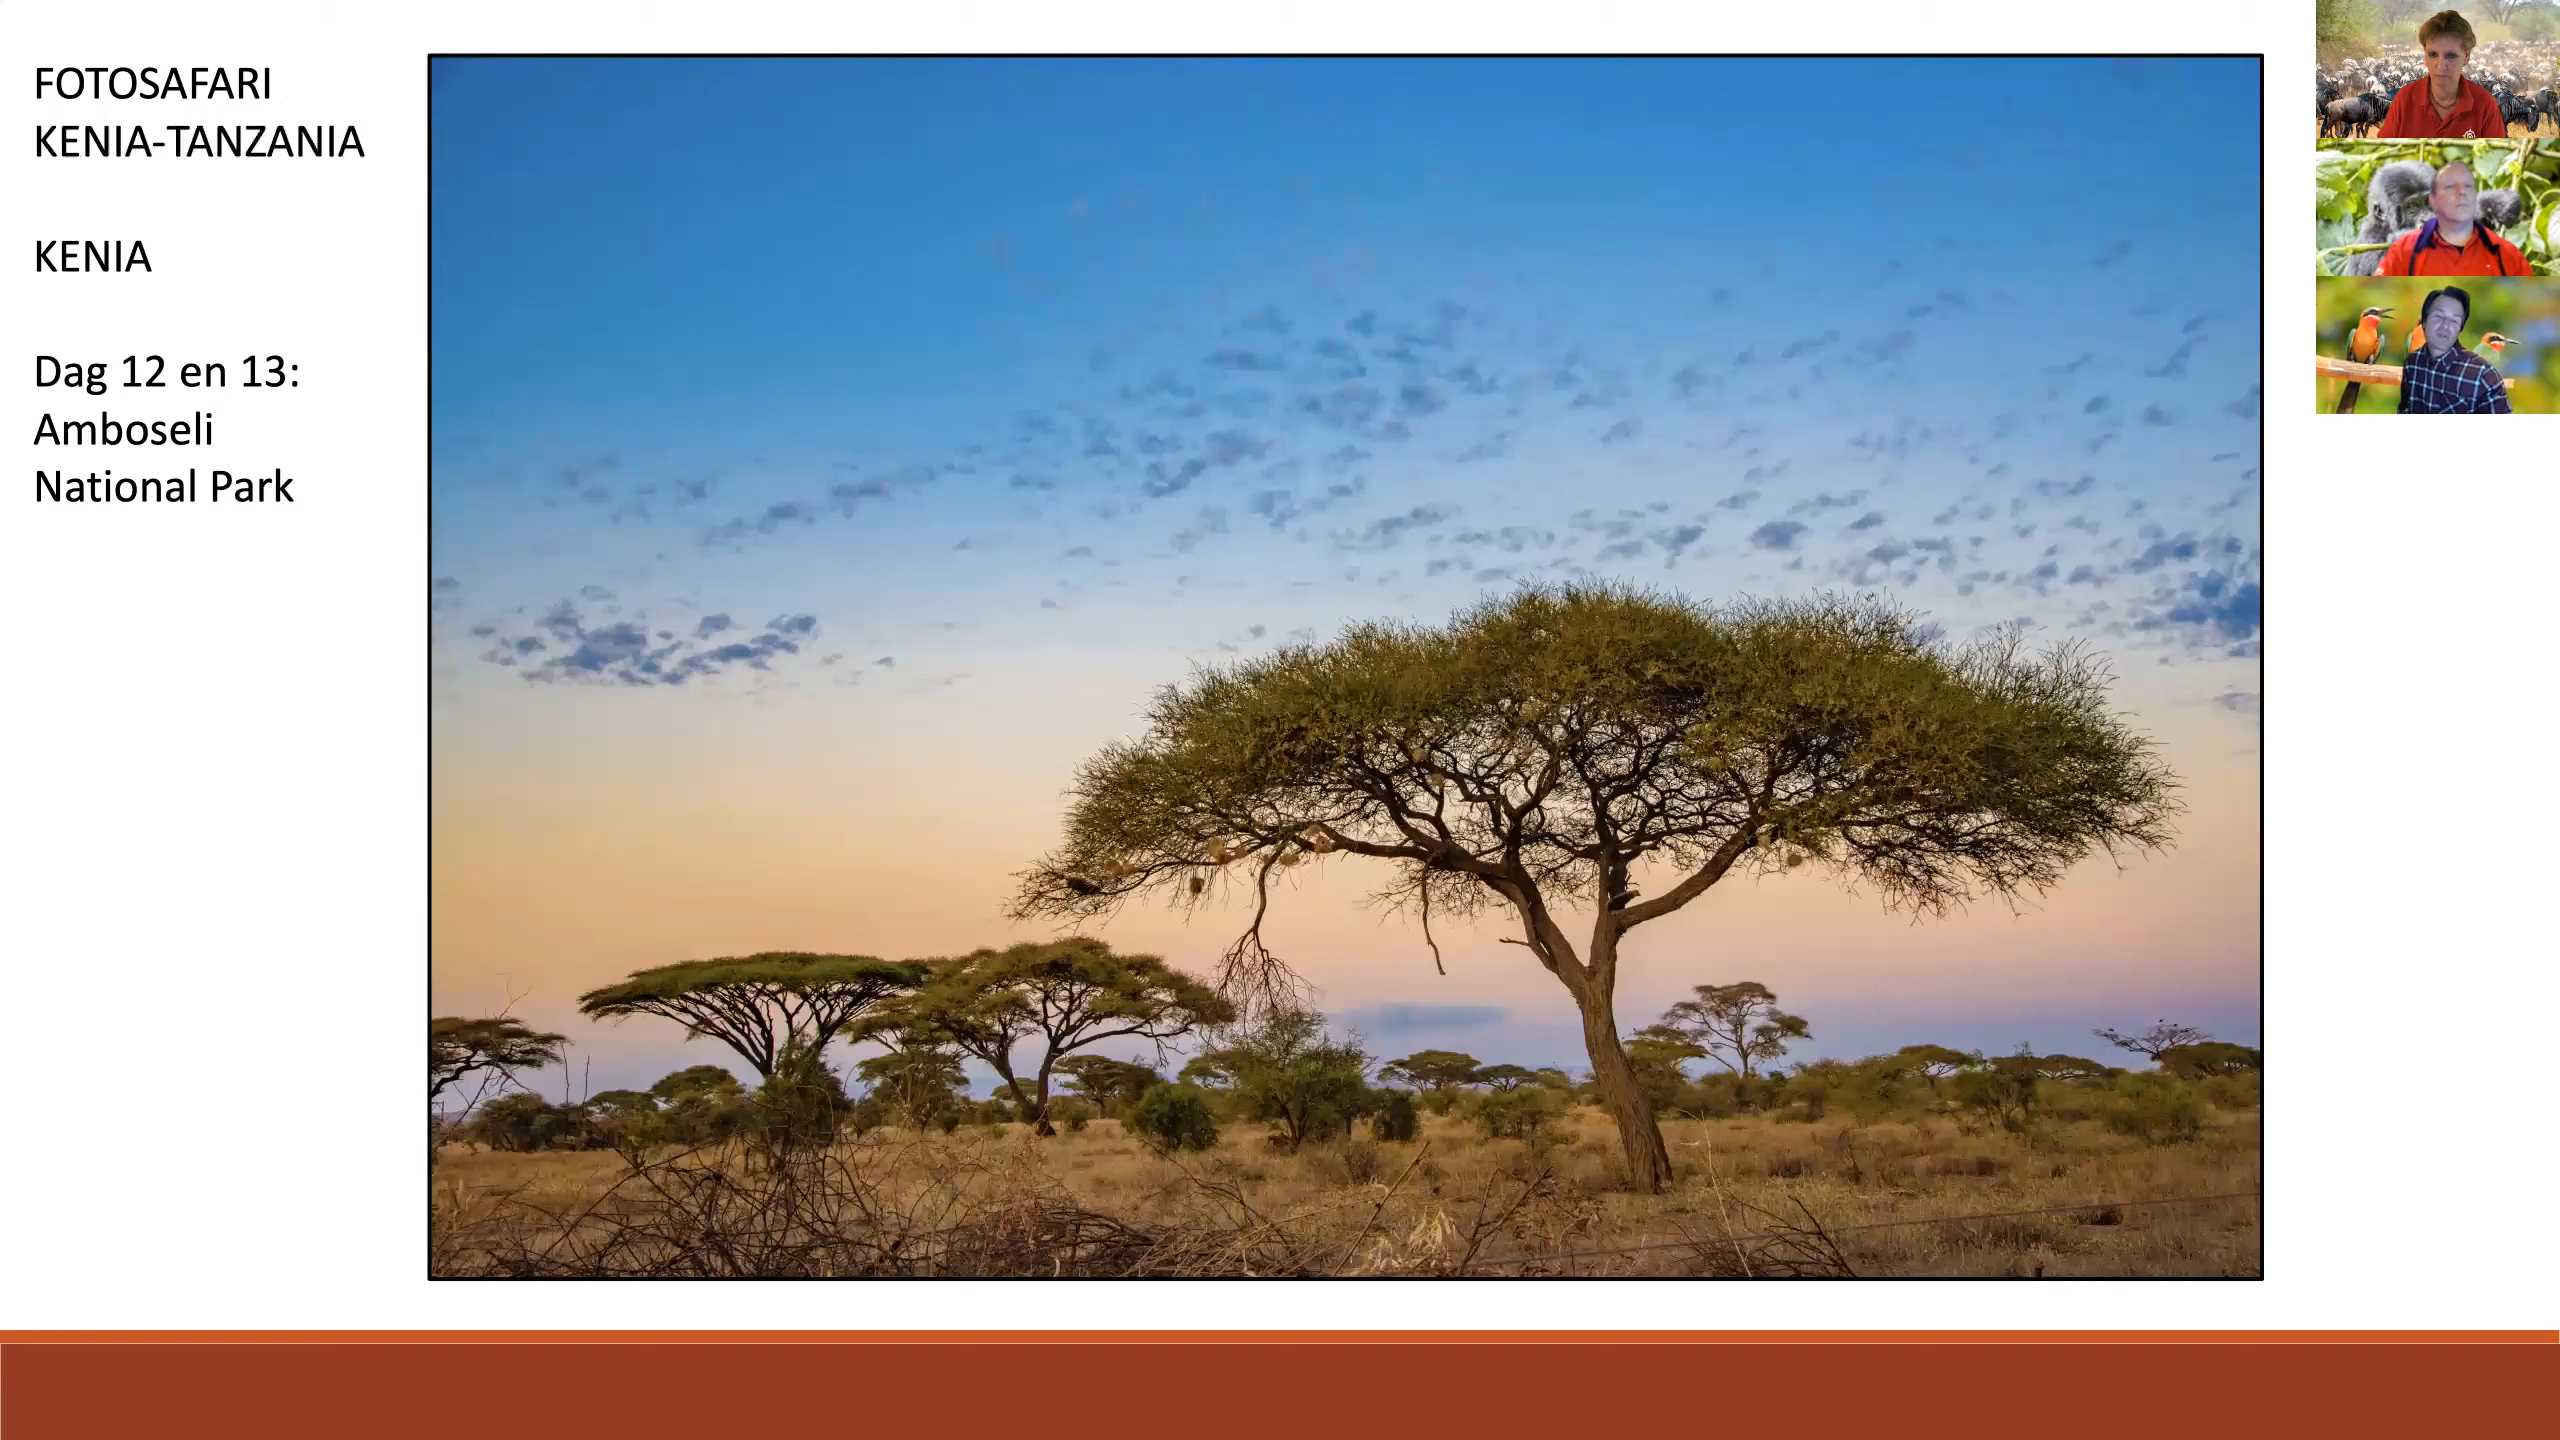 FOTOSAFARI
KENIA-TANZANIA
KENIA
Dag 12 en 13:
Amboseli
National Park